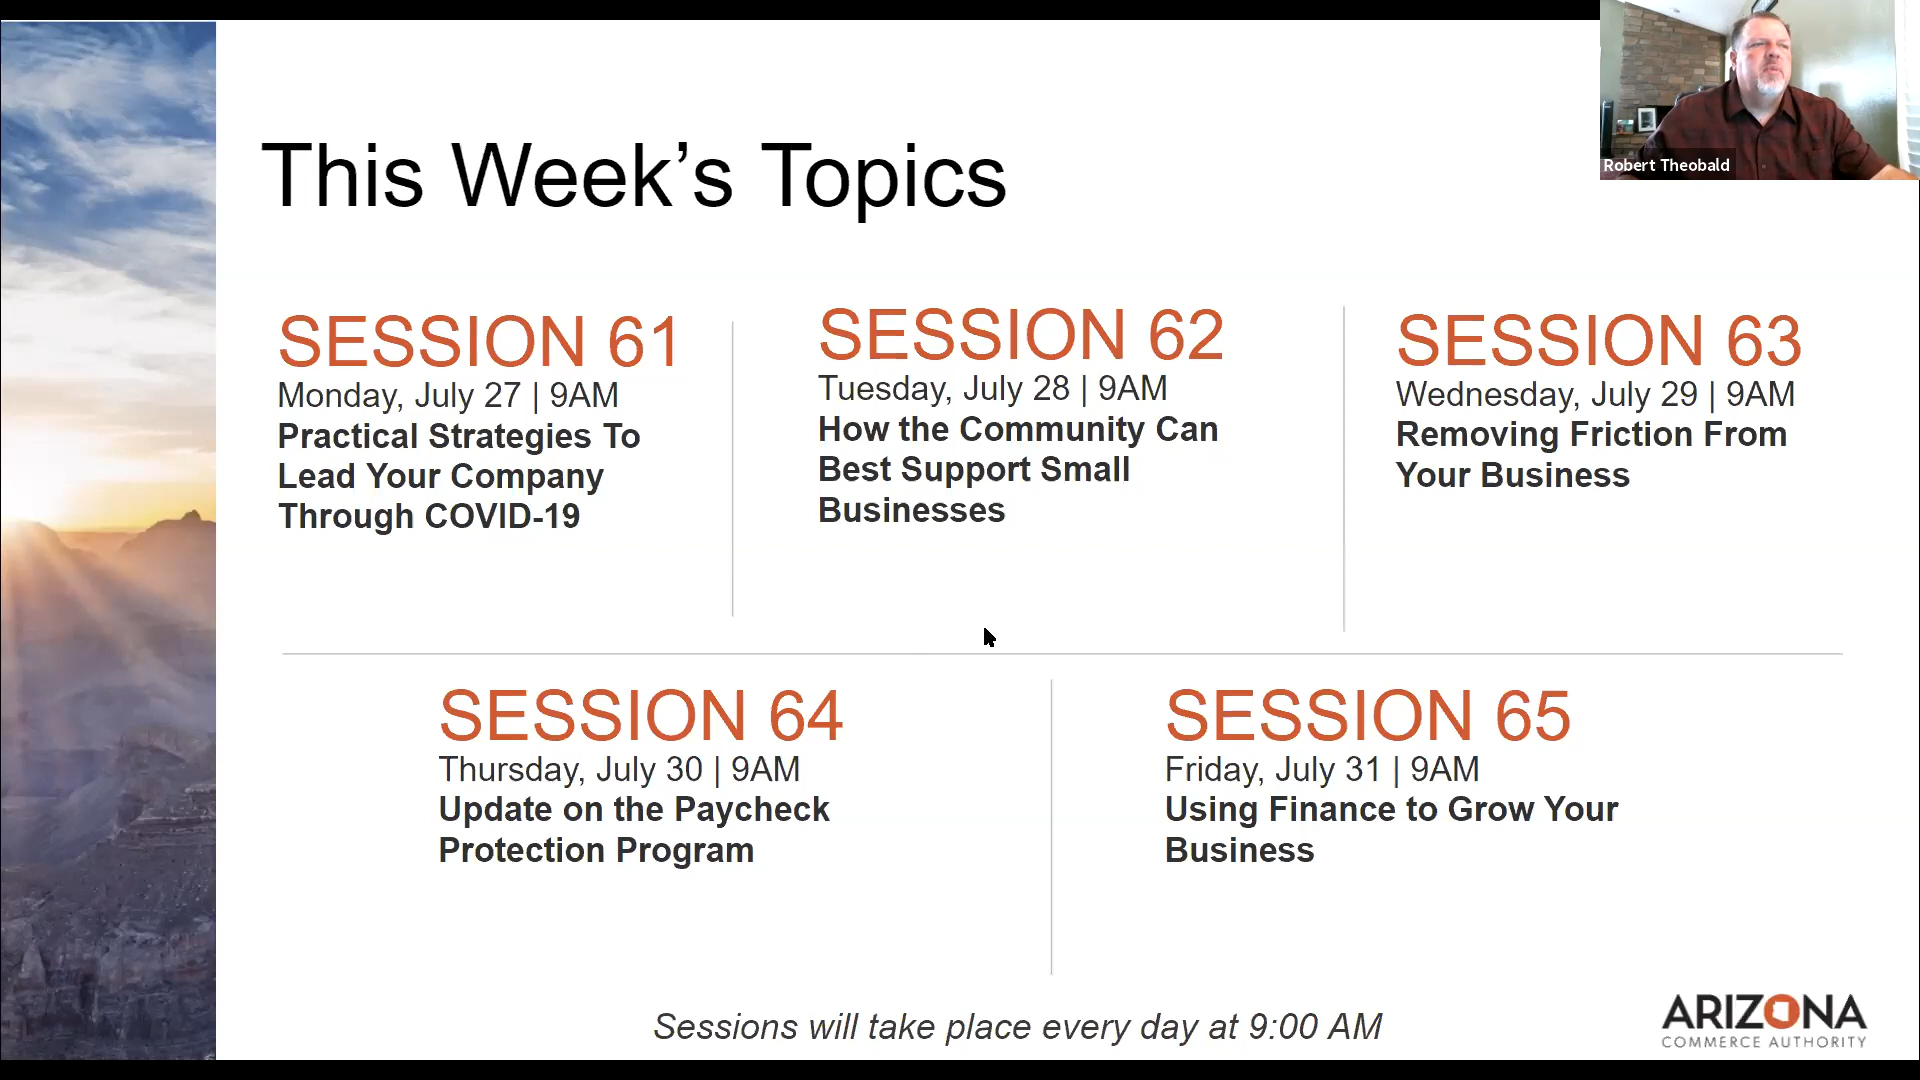 This Week’s Topics
Robert Theobald
SESSION 61
Monday, July 27 | 9AM
Practical Strategies To
Lead Your Company
Through COVID-19
SESSION 62
Tuesday, July 28 | 9AM
How the Community Can
Best Support Small
Businesses
SESSION 63
Wednesday, July 29 | 9AM
Removing Friction From
Your Business
SESSION 64
Thursday, July 30 | 9AM
Update on the Paycheck
Protection Program
SESSION 65
Friday, July 31 | 9AM
Using Finance to Grow Your
Business
Sessions will take place every day at 9:00 AM
ARIZONA
COMMERCE AUTHORITY